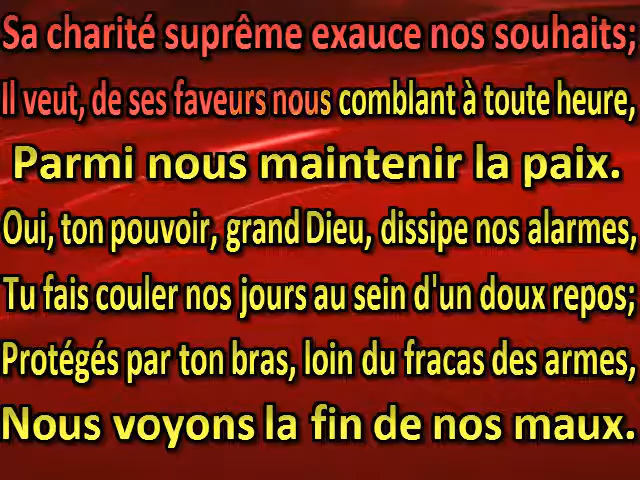 Sa charité suprême exauce nos souhaits;
Il veut, de ses faveurs nous comblant à toute heure,
Parmi nous maintenir la paix.
Oui, ton pouvoir, grand Dieu, dissipe nos alarmes,
Tu fais couler nos jours au sein d'un doux repos;
Protégés par ton bras, loin du fracas des armes,
Nous voyons la fin de nos maux.